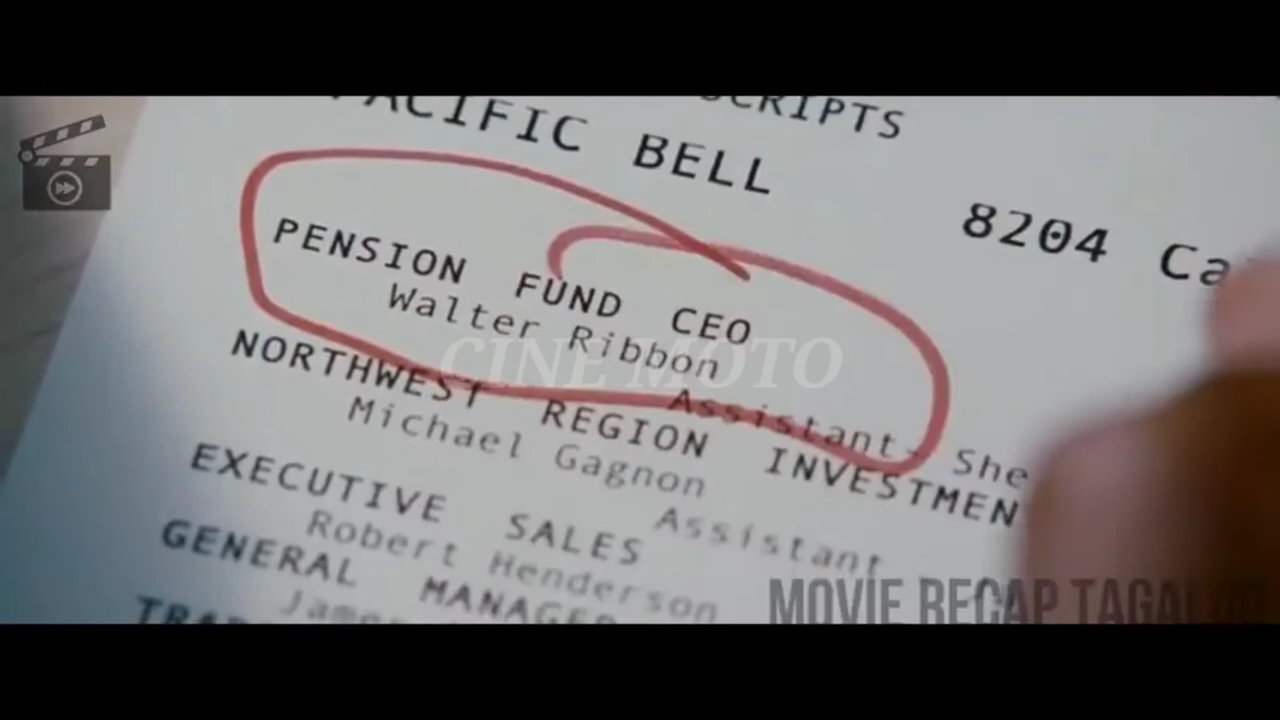 SCRIPTS
PACIFIC BELL
8204 Ca
PENSION FUND CEO
Walter Ribbon
Assistant- She
NORTHWEST REGION INVESTMEN
Michael Gagnon
Assistant
EXECUTIVE SALES
Robert Henderson
GENERAL MANAGER
James
CINE MOTO
MOVIE RECAP TAGALOG